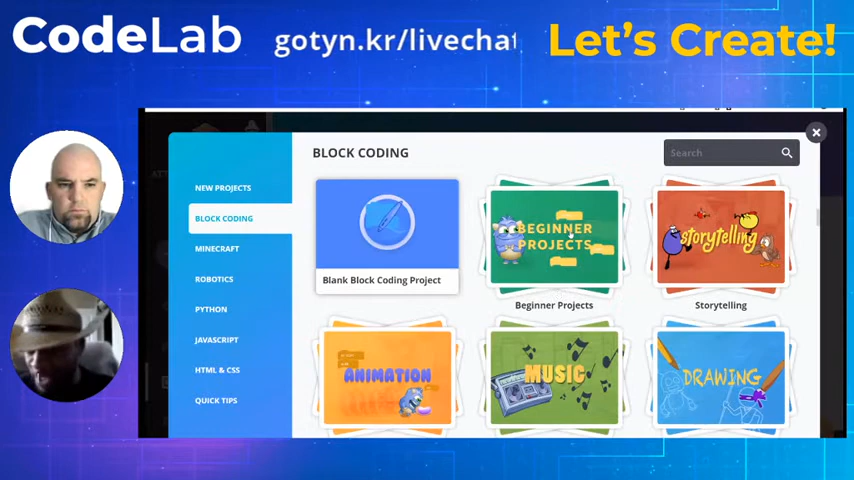 CodeLab
gotyn.kr/livechat
Let's Create!
BLOCK CODING
Search
NEW PROJECTS
BLOCK CODING
MINECRAFT
ROBOTICS
PYTHON
JAVASCRIPT
HTML & CSS
QUICK TIPS
Blank Block Coding Project
BEGINNER
PROJECTS
Beginner Projects
storytelling
Storytelling
ANIMATION
MUSIC
DRAWING